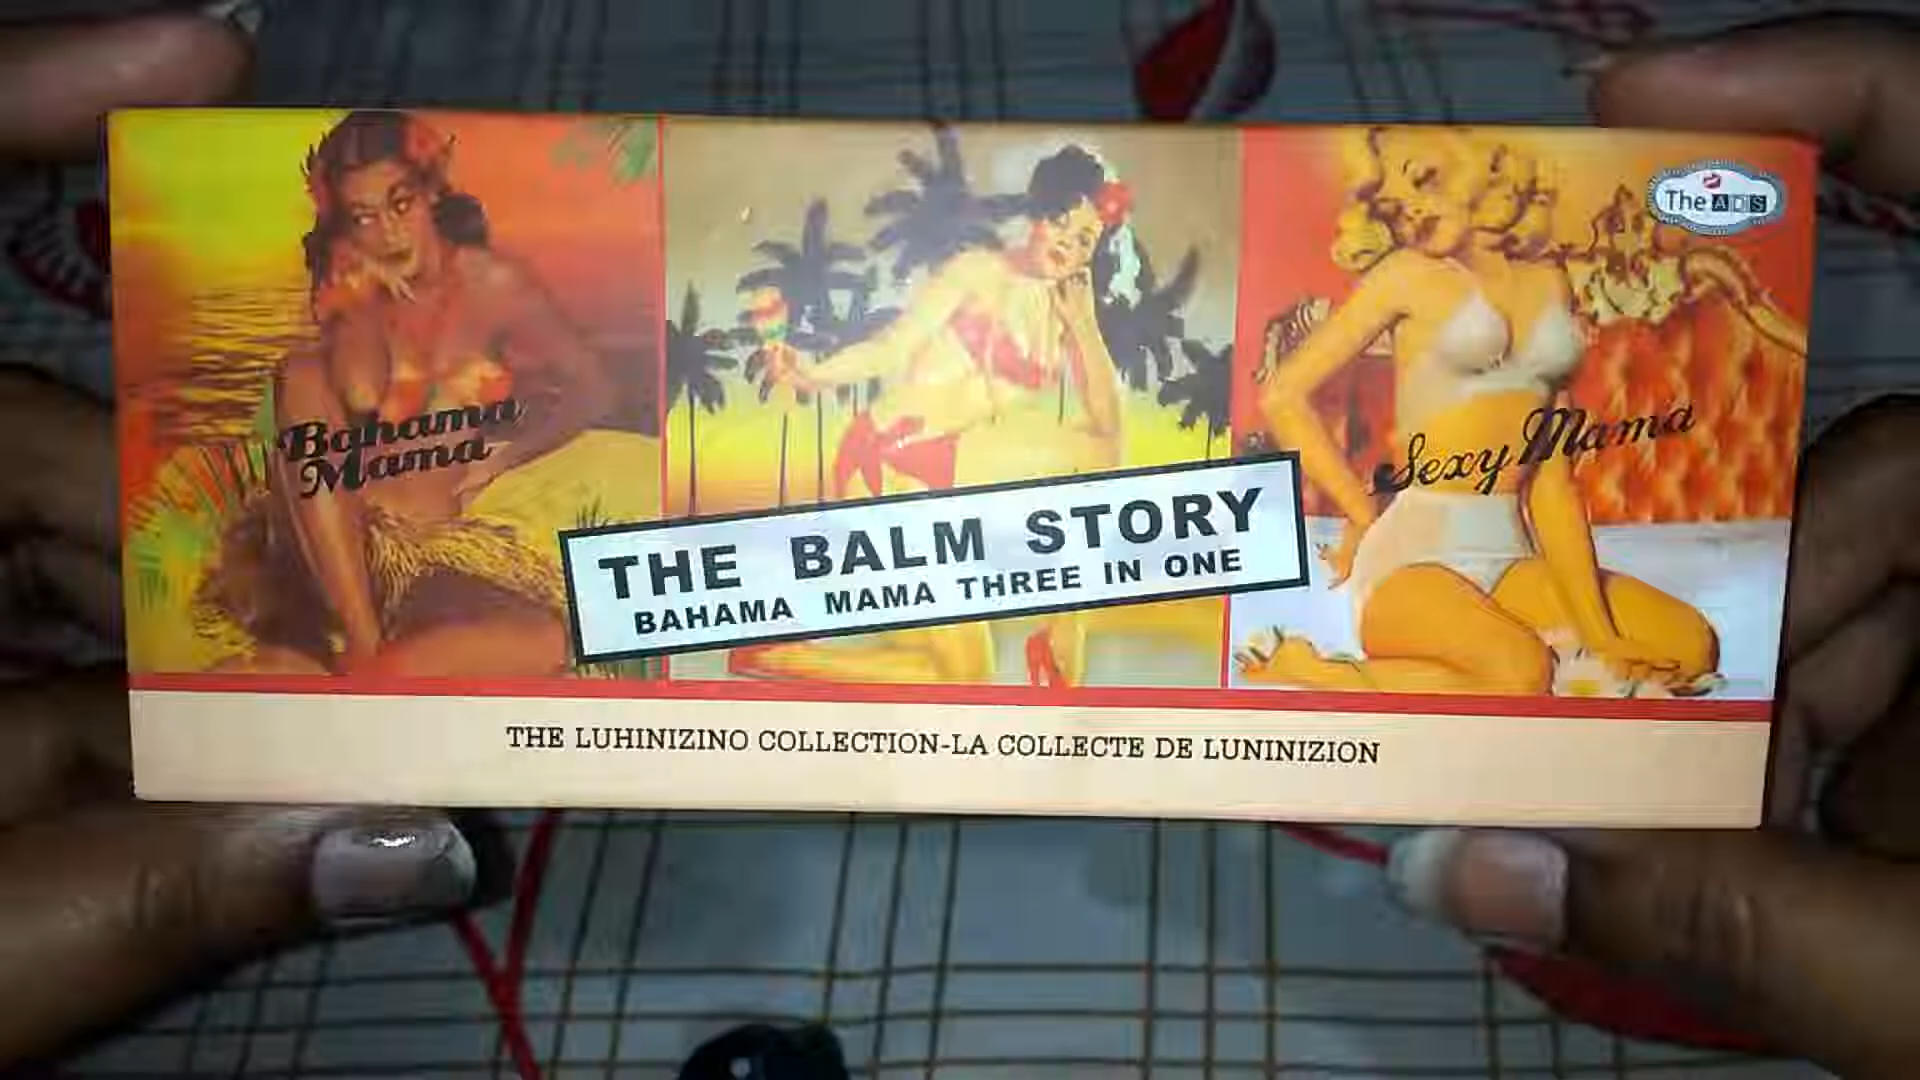 The ADS
Bahama
Mama
Sexy Mama
THE BALM STORY
BAHAMA MAMA THREE IN ONE
THE LUHINIZINO COLLECTION-LA COLLECTE DE LUNINIZION